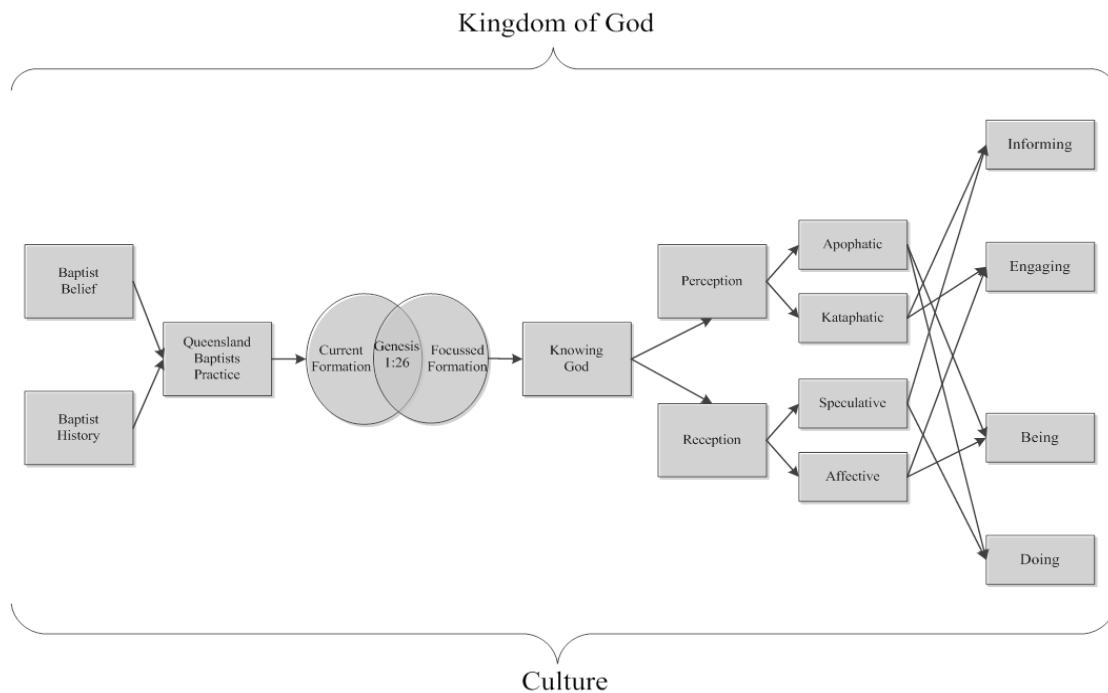 Kingdom of God
Baptist
Belief
Baptist
History
Queensland
Baptists
Practice
Current
Formation
Genesis
1:26
Focussed
Formation
Knowing
God
Perception
Reception
Apophatic
Kataphatic
Speculative
Affective
Informing
Engaging
Being
Doing
Culture